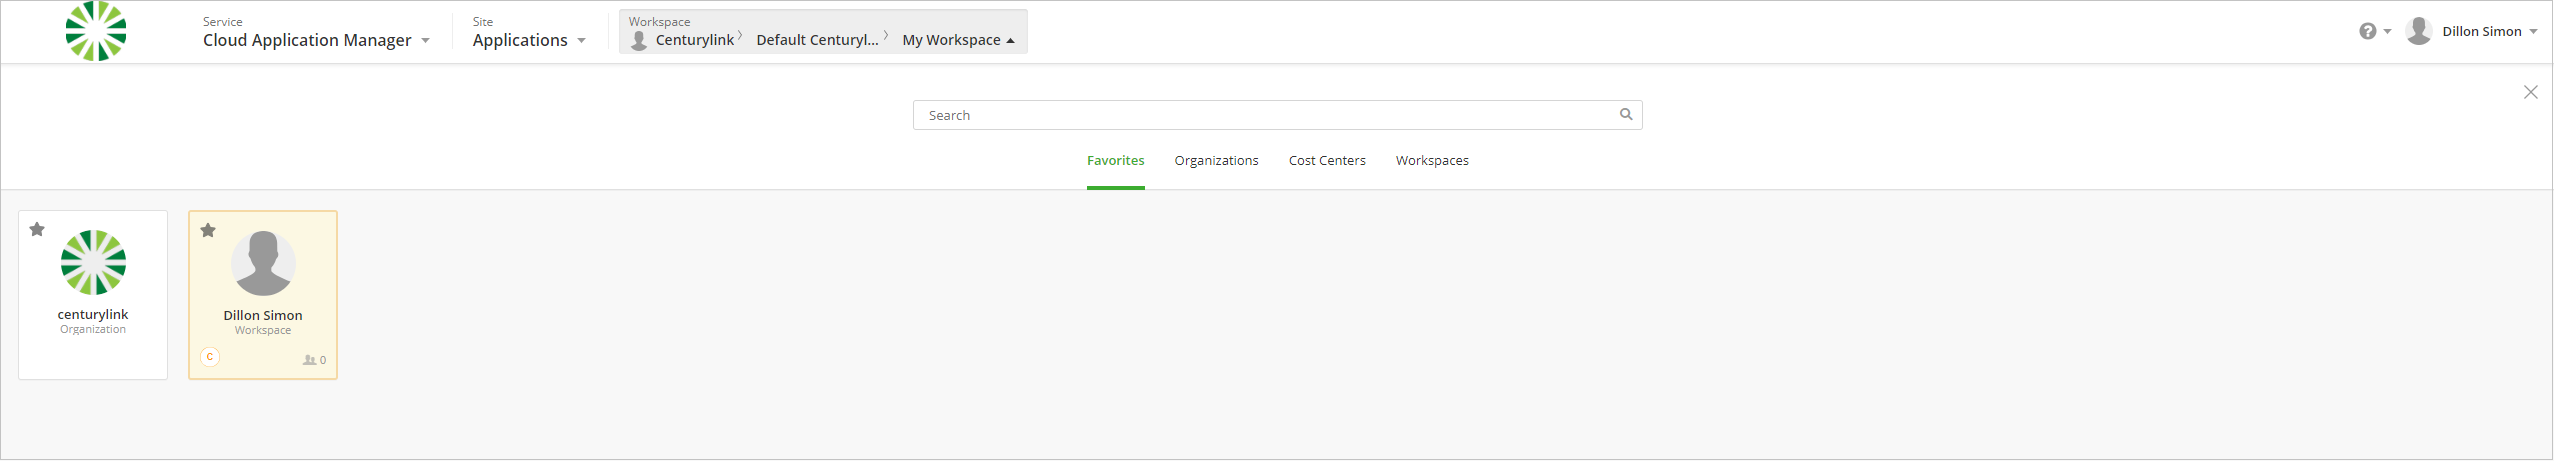 Service
Cloud Application Manager
Site
Applications
Workspace
Centurylink
Default Centuryl...
My Workspace
Dillon Simon
Search
Favorites
Organizations
Cost Centers
Workspaces
centurylink
Organization
Dillon Simon
Workspace
C
0